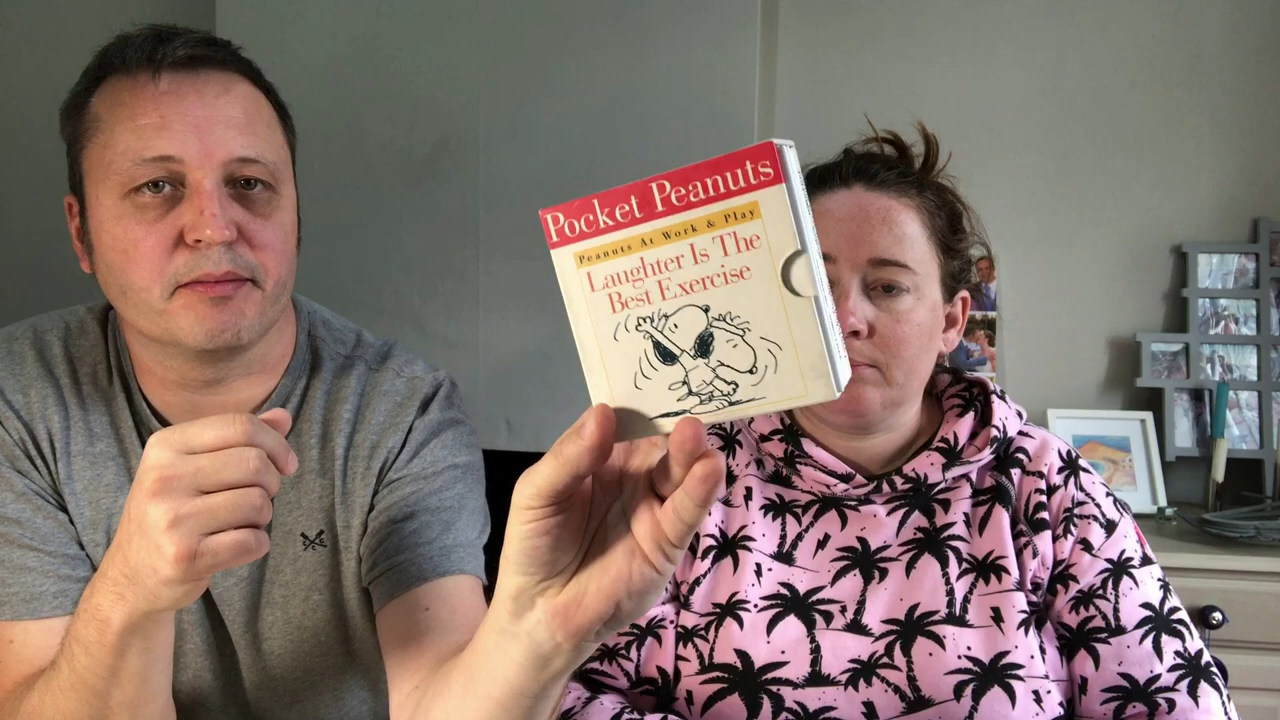 Pocket Peanuts
Peanuts At Work & Play
Laughter Is The
Best Exercise